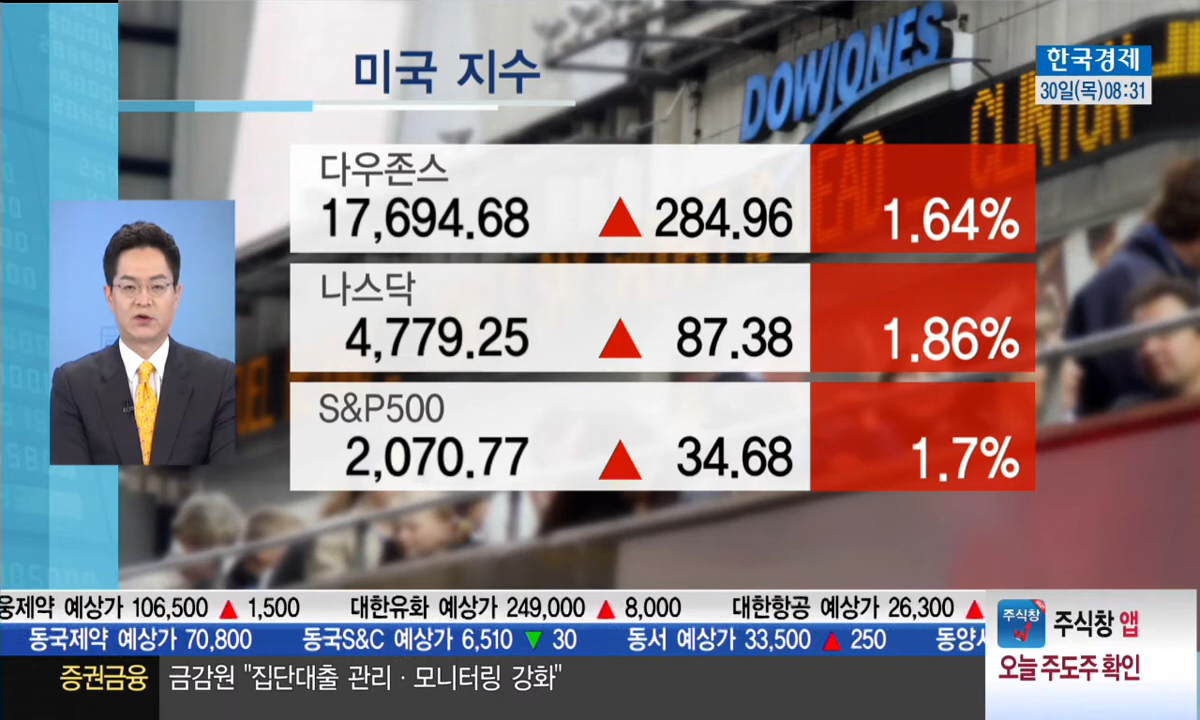 미국 지수
DOWJONES
CLINTON
한국경제
30일(목)08:31
다우존스
17,694.68 ▲ 284.96 1.64%
나스닥
4,779.25 ▲ 87.38 1.86%
S&P500
2,070.77 ▲ 34.68 1.7%
웅제약 예상가 106,500 ▲ 1,500 대한유화 예상가 249,000 ▲ 8,000 대한항공 예상가 26,300 ▲
동국제약 예상가 70,800 동국S&C 예상가 6,510 ▼ 30 동서 예상가 33,500 ▲ 250 동양
증권금융 금감원 "집단대출 관리·모니터링 강화"
주식창
주식창 앱
오늘 주도주 확인